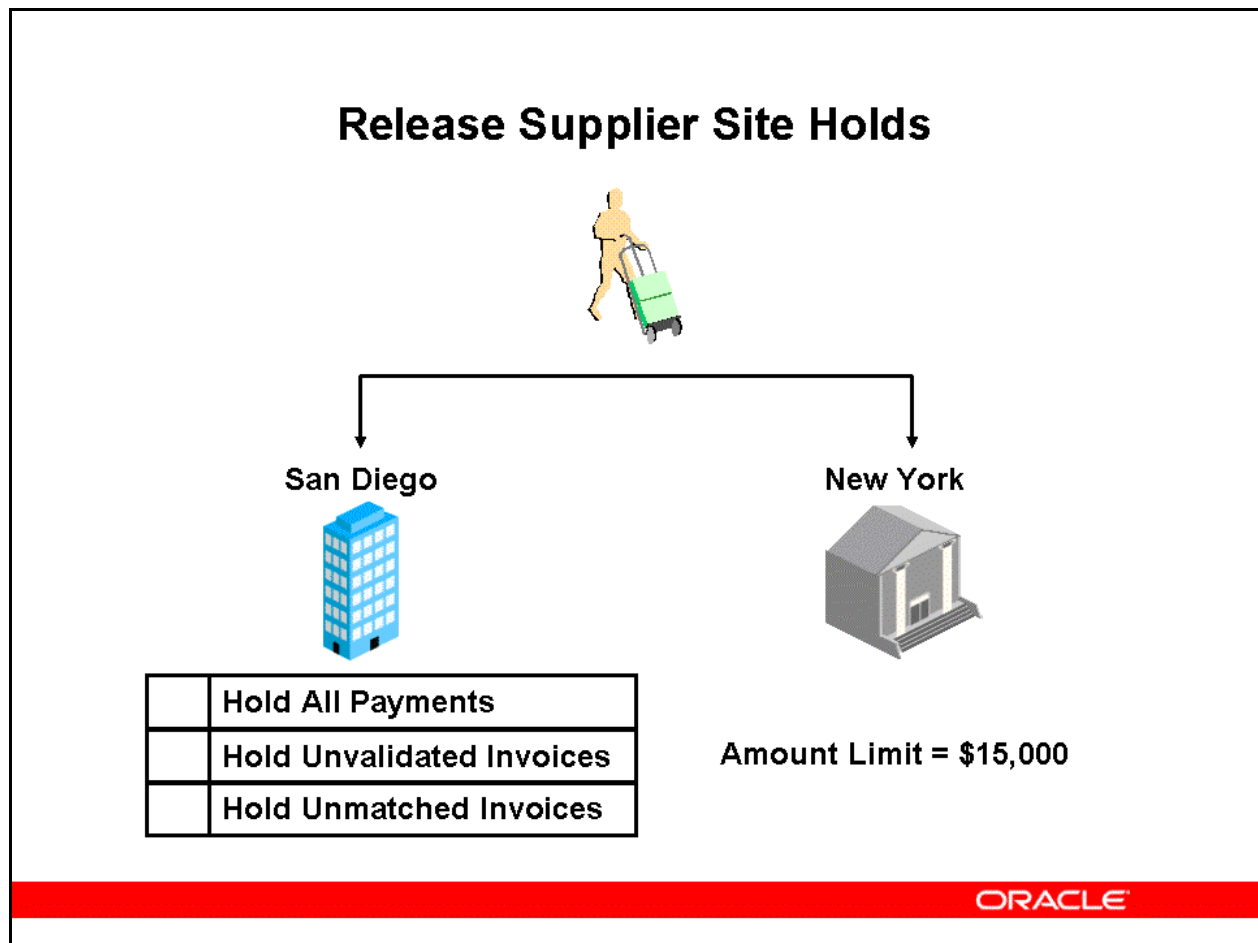 Release Supplier Site Holds
San Diego
New York
Hold All Payments
Hold Unvalidated Invoices
Hold Unmatched Invoices
Amount Limit = $15,000
ORACLE